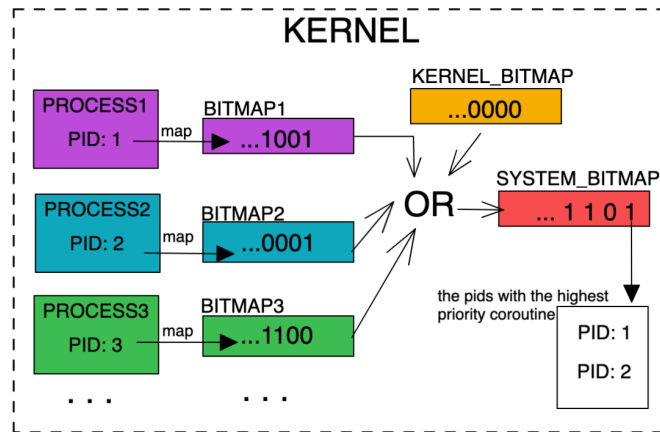 KERNEL
KERNEL_BITMAP
...0000
PROCESS1
PID: 1
map
BITMAP1
...1001
PROCESS2
PID: 2
map
BITMAP2
...0001
OR
SYSTEM_BITMAP
... 1 1 0 1
PROCESS3
PID: 3
map
BITMAP3
...1100
the pids with the highest
priority coroutine
PID: 1
PID: 2
. . .
. . .